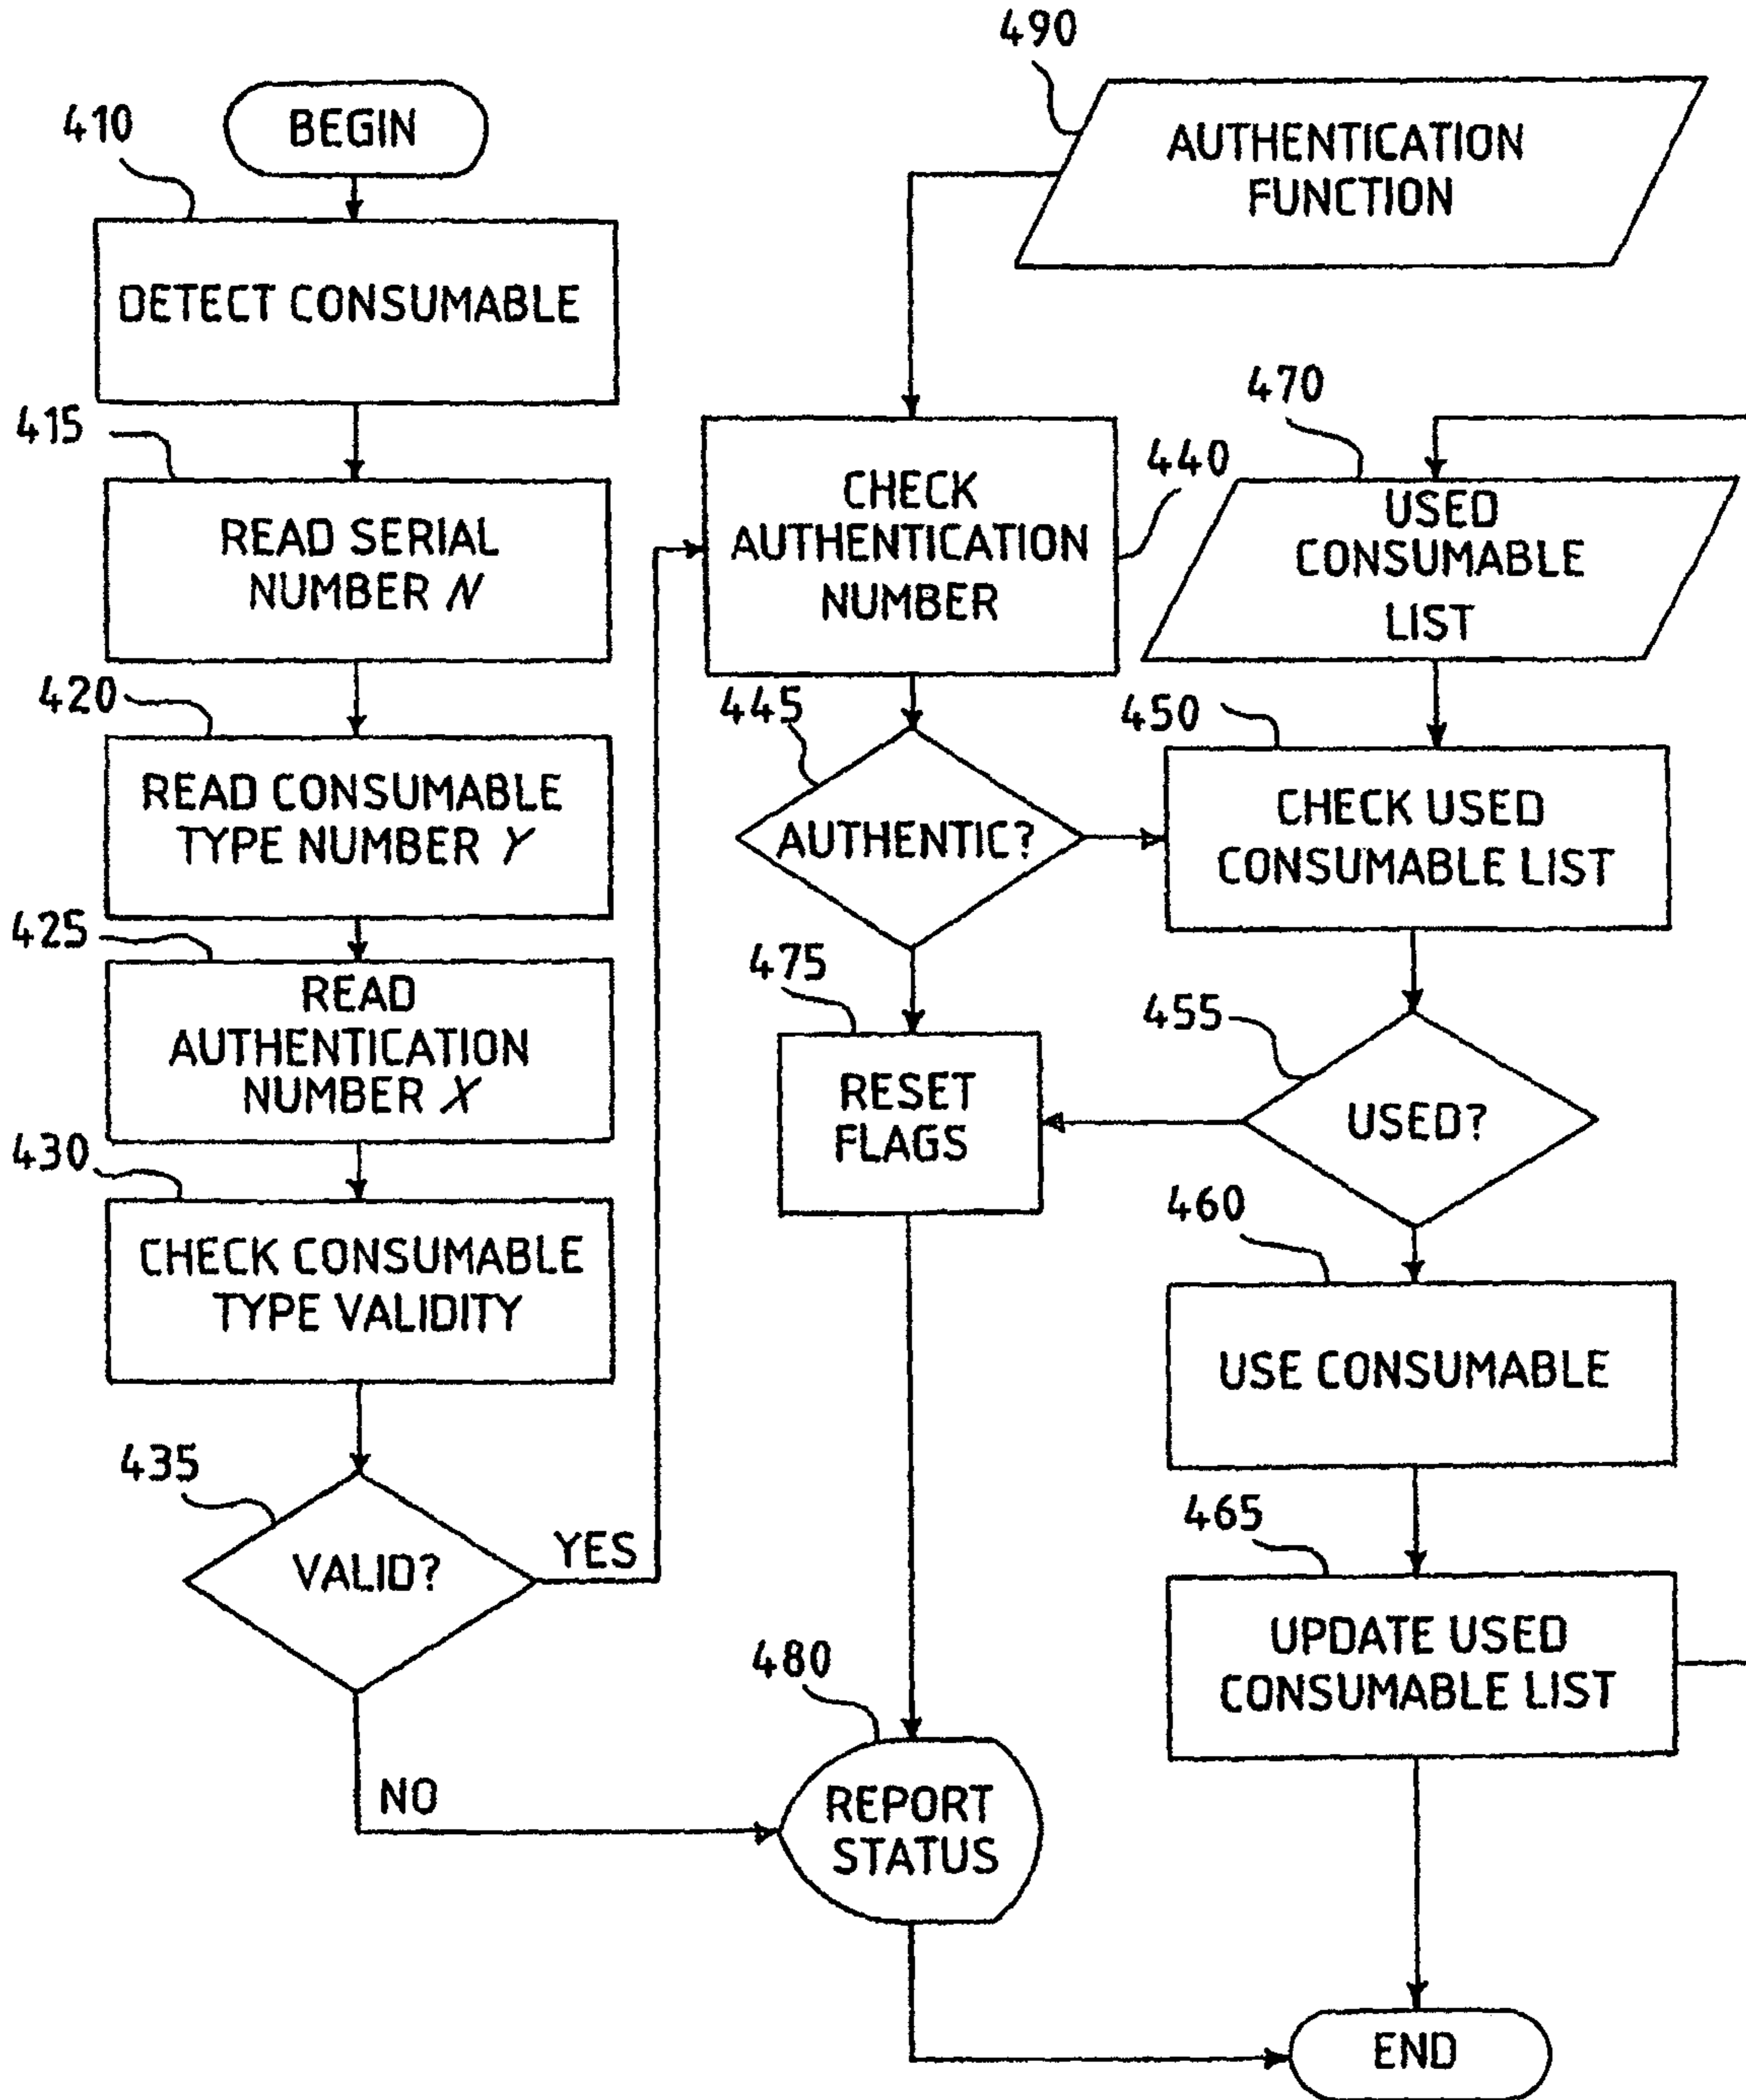 BEGIN
410
DETECT CONSUMABLE
415
READ SERIAL
NUMBER N
420
READ CONSUMABLE
TYPE NUMBER Y
425
READ
AUTHENTICATION
NUMBER X
430
CHECK CONSUMABLE
TYPE VALIDITY
435
VALID?
YES
NO
490
AUTHENTICATION
FUNCTION
440
CHECK
AUTHENTICATION
NUMBER
445
AUTHENTIC?
475
RESET
FLAGS
480
REPORT
STATUS
470
USED
CONSUMABLE
LIST
450
CHECK USED
CONSUMABLE LIST
455
USED?
460
USE CONSUMABLE
465
UPDATE USED
CONSUMABLE LIST
END